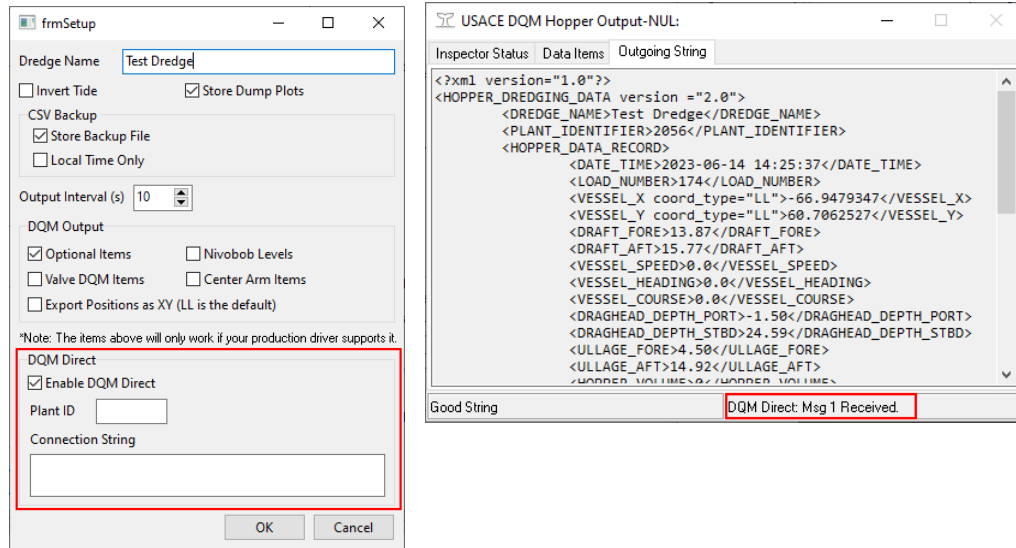 frmSetup
Dredge Name Test Dredge
Invert Tide Store Dump Plots
CSV Backup
Store Backup File
Local Time Only
Output Interval (s) 10
DQM Output
Optional Items Nivobob Levels
Valve DQM Items Center Arm Items
Export Positions as XY (LL is the default)
*Note: The items above will only work if your production driver supports it.
DQM Direct
Enable DQM Direct
Plant ID
Connection String
OK Cancel
USACE DQM Hopper Output-NUL:
Inspector Status Data Items Outgoing String
<?xml version="1.0"?>
<HOPPER_DREDGING_DATA version ="2.0">
<DREDGE_NAME>Test Dredge</DREDGE_NAME>
<PLANT_IDENTIFIER>2056</PLANT_IDENTIFIER>
<HOPPER_DATA_RECORD>
<DATE_TIME>2023-06-14 14:25:37</DATE_TIME>
<LOAD_NUMBER>174</LOAD_NUMBER>
<VESSEL_X coord_type="LL">-66.9479347</VESSEL_X>
<VESSEL_Y coord_type="LL">60.7062527</VESSEL_Y>
<DRAFT_FORE>13.87</DRAFT_FORE>
<DRAFT_AFT>15.77</DRAFT_AFT>
<VESSEL_SPEED>0.0</VESSEL_SPEED>
<VESSEL_HEADING>0.0</VESSEL_HEADING>
<VESSEL_COURSE>0.0</VESSEL_COURSE>
<DRAGHEAD_DEPTH_PORT>-1.50</DRAGHEAD_DEPTH_PORT>
<DRAGHEAD_DEPTH_STBD>24.59</DRAGHEAD_DEPTH_STBD>
<ULLAGE_FORE>4.50</ULLAGE_FORE>
<ULLAGE_AFT>14.92</ULLAGE_AFT>
<HOPPER_VOLUME>0</HOPPER_VOLUME>
Good String
DQM Direct: Msg 1 Received.